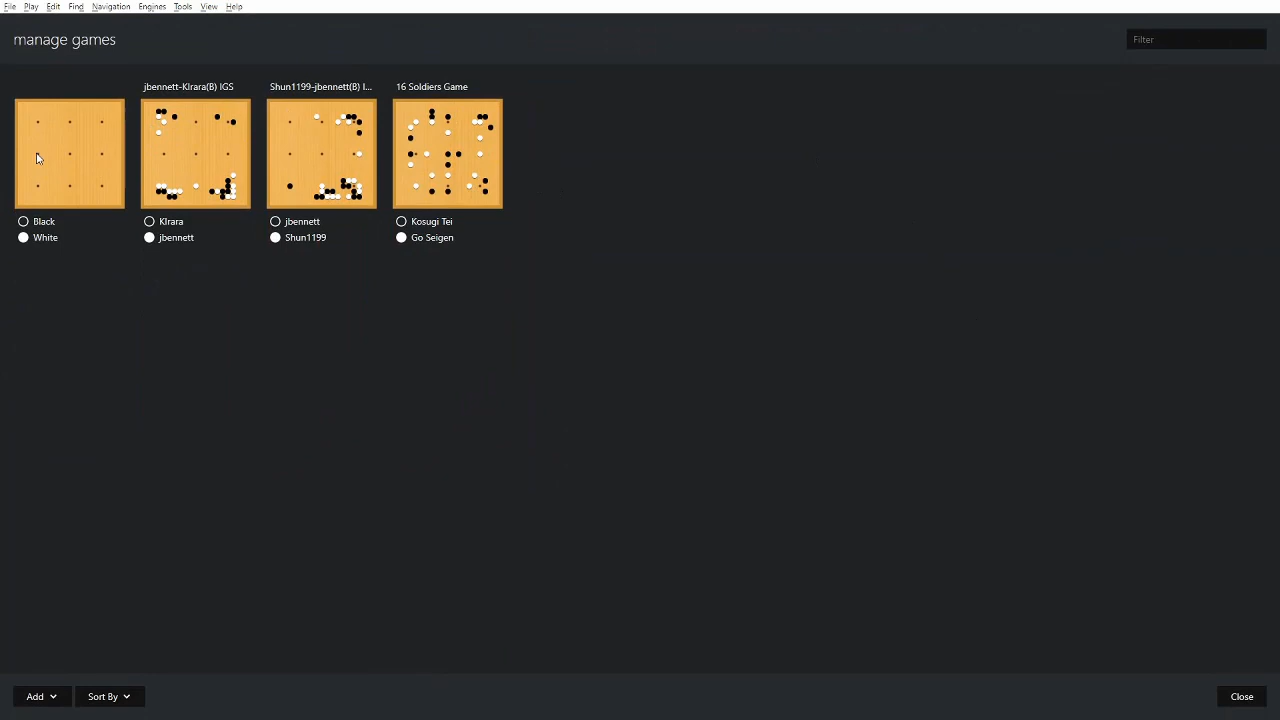 File Play Edit Find Navigation Engines Tools View Help
manage games
Filter
jbennett-Klrara(B) IGS
Shun1199-jbennett(B) I...
16 Soldiers Game
Black
White
Klrara
jbennett
jbennett
Shun1199
Kosugi Tei
Go Seigen
Add
Sort By
Close